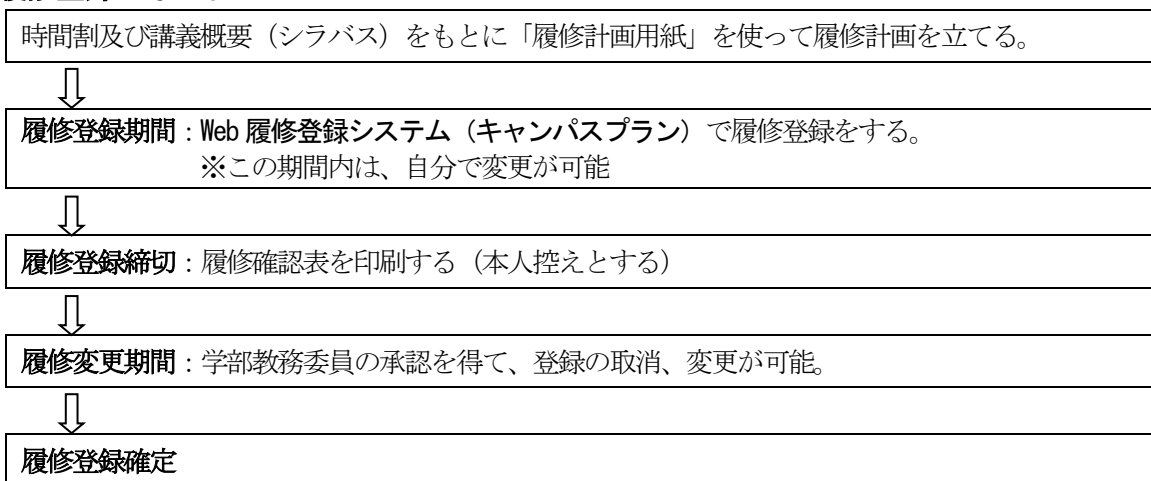 時間割及び講義概要（シラバス）をもとに「履修計画用紙」を使って履修計画を立てる。
履修登録期間：Web 履修登録システム（キャンパスプラン）で履修登録をする。
※この期間内は、自分で変更が可能
履修登録締切：履修確認表を印刷する（本人控えとする）
履修変更期間：学部教務委員の承認を得て、登録の取消、変更が可能。
履修登録確定